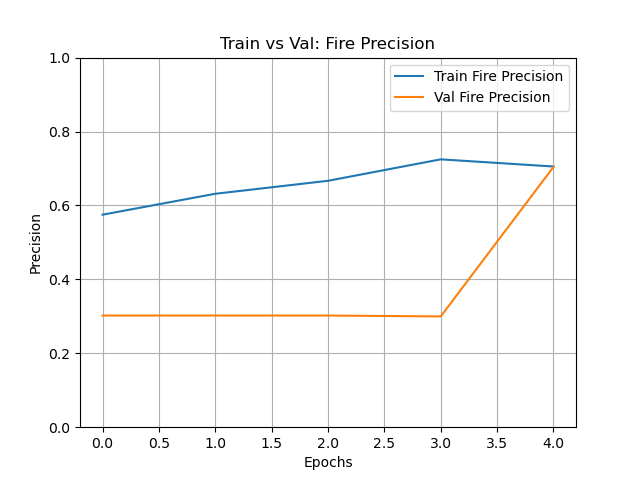 Train vs Val: Fire Precision
Train Fire Precision
Val Fire Precision
1.0
0.8
0.6
0.4
0.2
0.0
Precision
0.0 0.5 1.0 1.5 2.0 2.5 3.0 3.5 4.0
Epochs